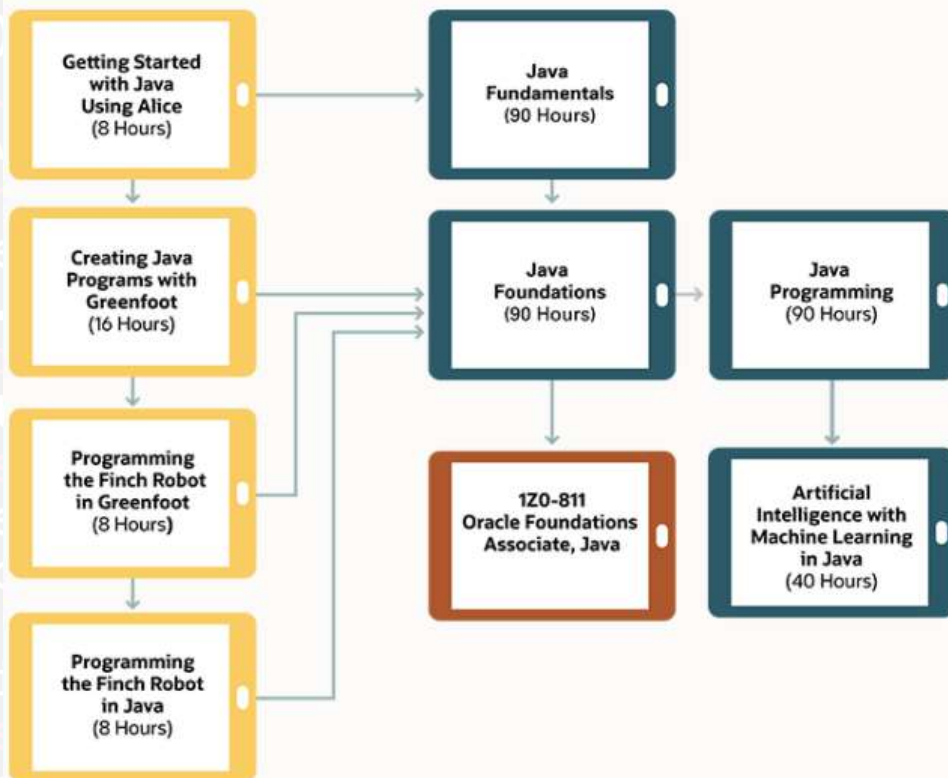 Getting Started
with Java
Using Alice
(8 Hours)
Java
Fundamentals
(90 Hours)
Creating Java
Programs with
Greenfoot
(16 Hours)
Java
Foundations
(90 Hours)
Java
Programming
(90 Hours)
Programming
the Finch Robot
in Greenfoot
(8 Hours)
1Z0-811
Oracle Foundations
Associate, Java
Artificial
Intelligence with
Machine Learning
in Java
(40 Hours)
Programming
the Finch Robot
in Java
(8 Hours)